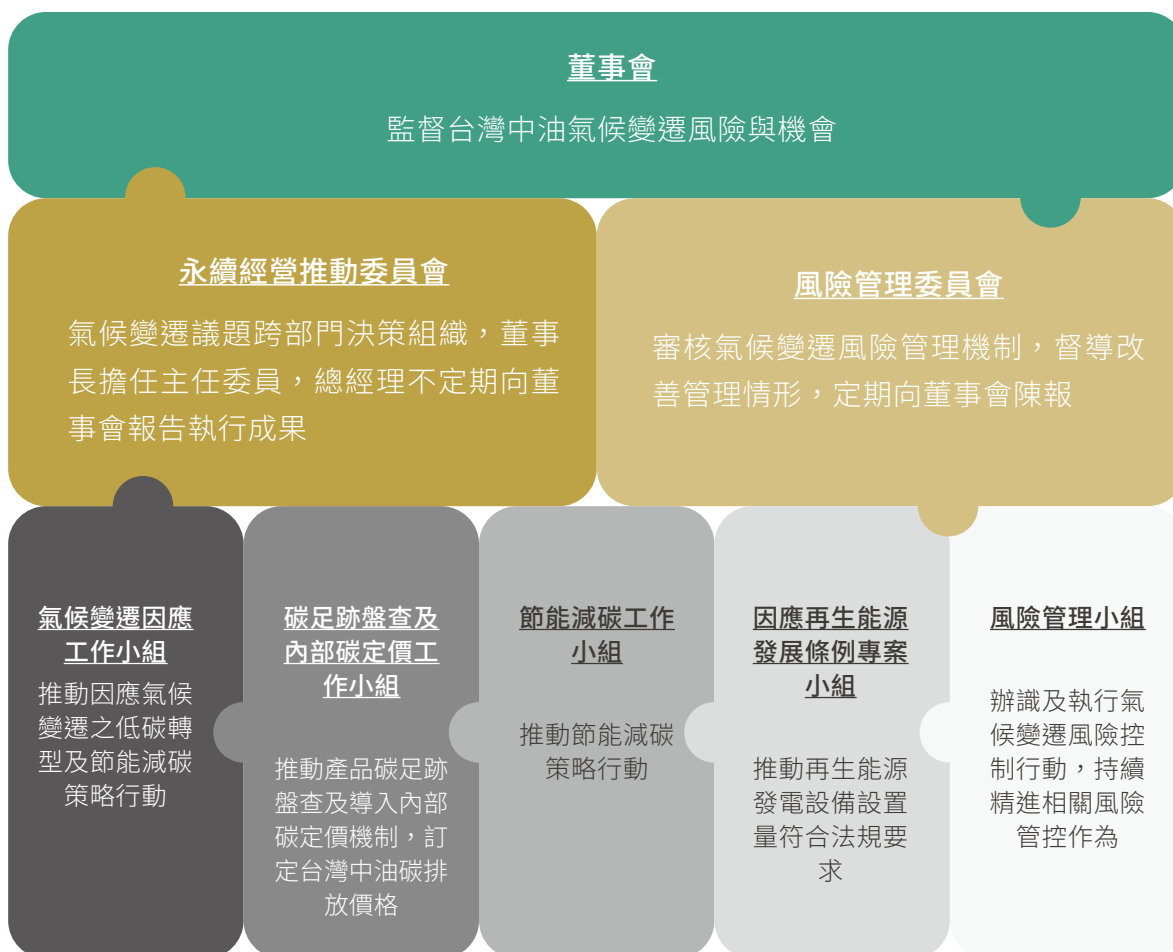 董事會
監督台灣中油氣候變遷風險與機會
永續經營推動委員會
氣候變遷議題跨部門決策組織，董事
長擔任主任委員，總經理不定期向董
事會報告執行成果
風險管理委員會
審核氣候變遷風險管理機制，督導改
善管理情形，定期向董事會陳報
氣候變遷因應
工作小組
推動因應氣候
變遷之低碳轉
型及節能減碳
策略行動
碳足跡盤查及
內部碳定價工
作小組
推動產品碳足跡
盤查及導入內部
碳定價機制，訂
定台灣中油碳排
放價格
節能減碳工作
小組
推動節能減碳
策略行動
因應再生能源
發展條例專案
小組
推動再生能源
發電設備設置
量符合法規要
求
風險管理小組
辦識及執行氣
候變遷風險控
制行動，持續
精進相關風險
管控作為